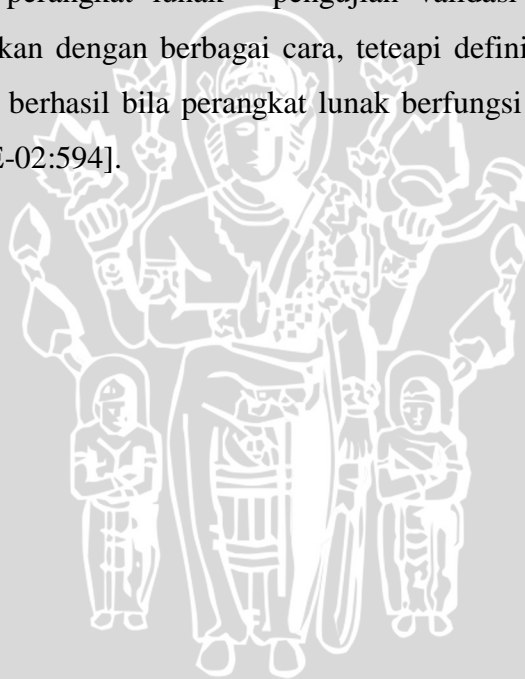 perangkat lunak pengujian validasi
kan dengan berbagai cara, teteapi defini
berhasil bila perangkat lunak berfungsi
E-02:594].